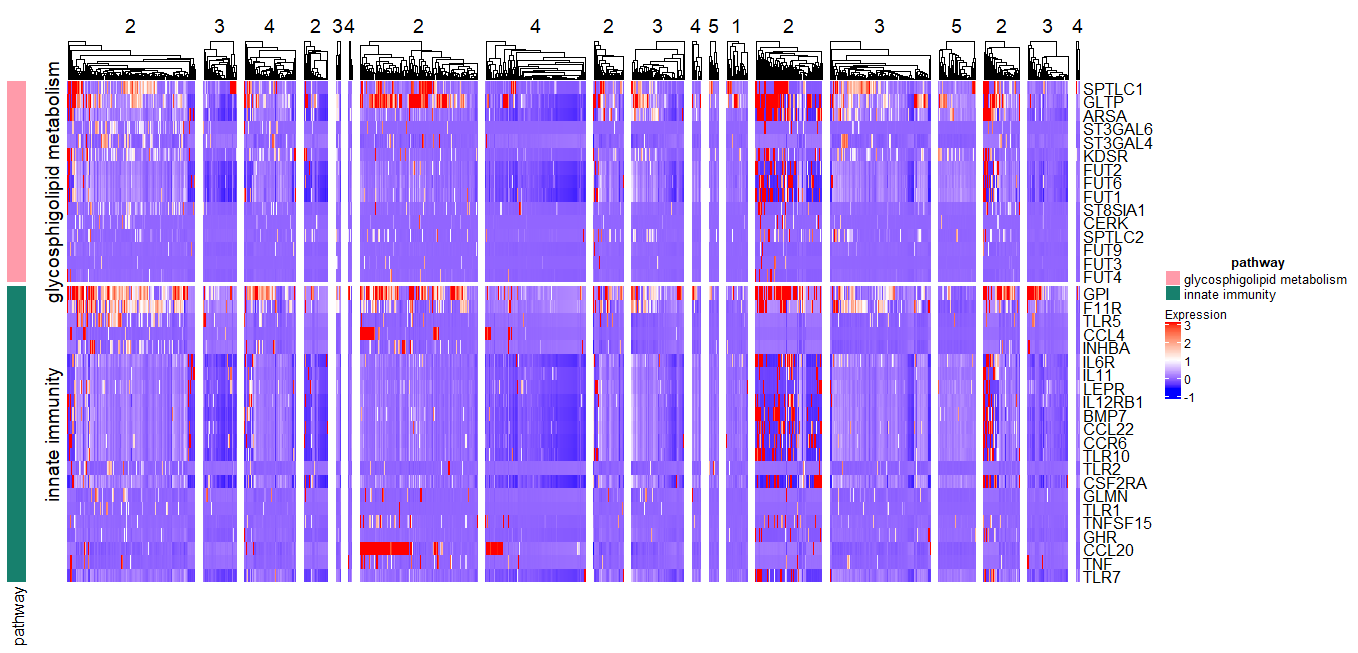 2 3 4 2 3 4 2 4 2 3 4 5 1 2 3 5 2 3 4
glycosphigolipid metabolism
SPTLC1
GLTP
ARSA
ST3GAL6
ST3GAL4
KDSR
FUT2
FUT6
FUT1
ST8SIA1
CERK
SPTLC2
FUT9
FUT3
FUT4
innate immunity
GPI
F11R
TLR5
CCL4
INHBA
IL6R
IL11
LEPR
IL12RB1
BMP7
CCL22
CCR6
TLR10
TLR2
CSF2RA
GLMN
TLR1
TNFSF15
GHR
CCL20
TNF
TLR7
pathway
pathway
glycosphigolipid metabolism
innate immunity
Expression
3
2
1
0
-1